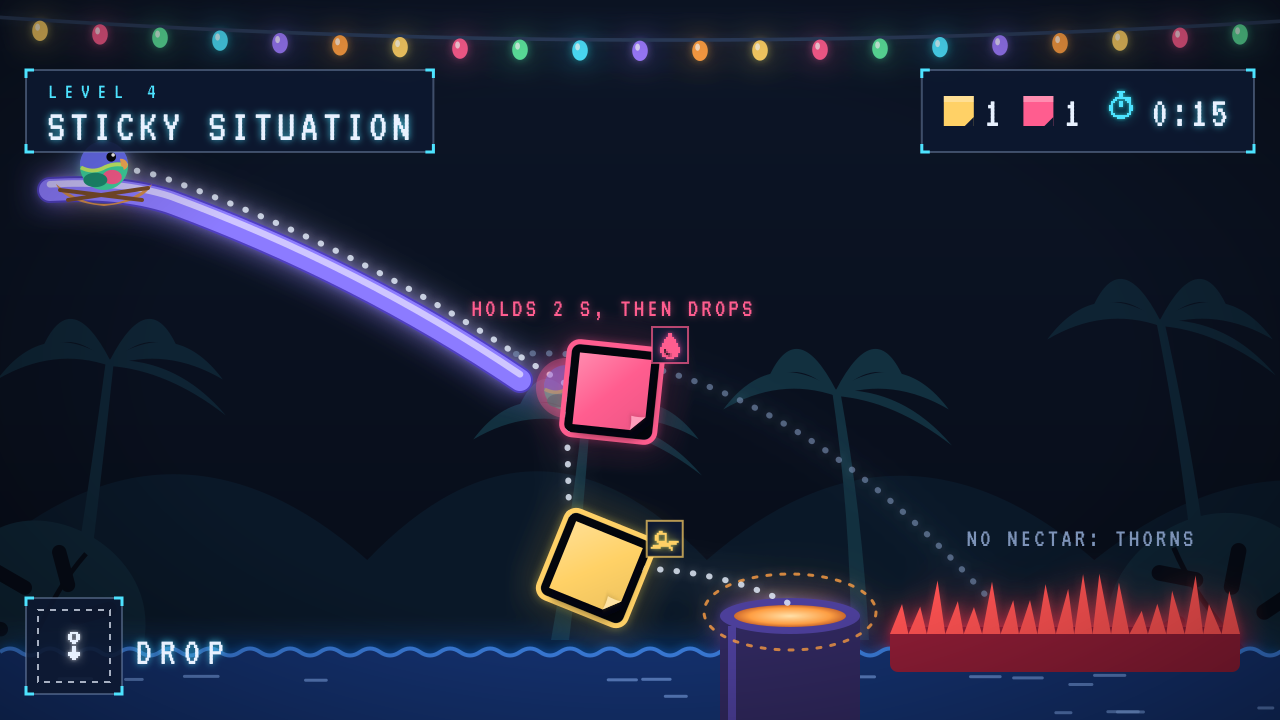 LEVEL 4
STICKY SITUATION
1 1 0:15
HOLDS 2 S, THEN DROPS
NO NECTAR: THORNS
DROP